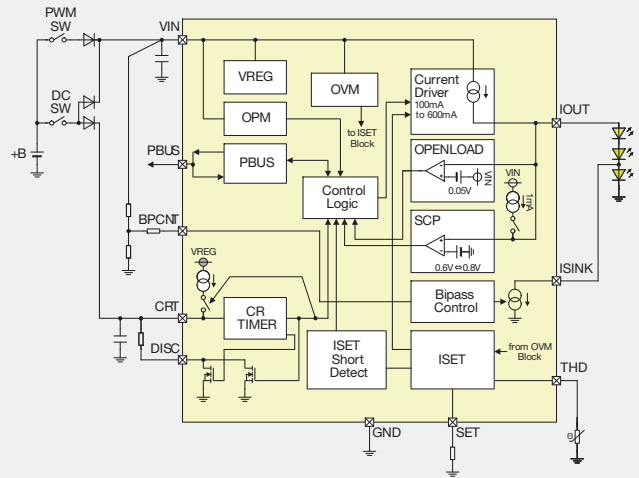 PWM
SW
VIN
VREG
OVM
Current
Driver
100mA
to 600mA
IOUT
DC
SW
OPM
to ISET
Block
+B
PBUS
PBUS
OPENLOAD
VIN
0.05V
VIN
1mA
Control
Logic
BPCNT
SCP
0.6V⇔0.8V
VREG
ISINK
Bipass
Control
CRT
CR
TIMER
DISC
ISET
Short
Detect
ISET
from OVM
Block
THD
θ
GND
SET